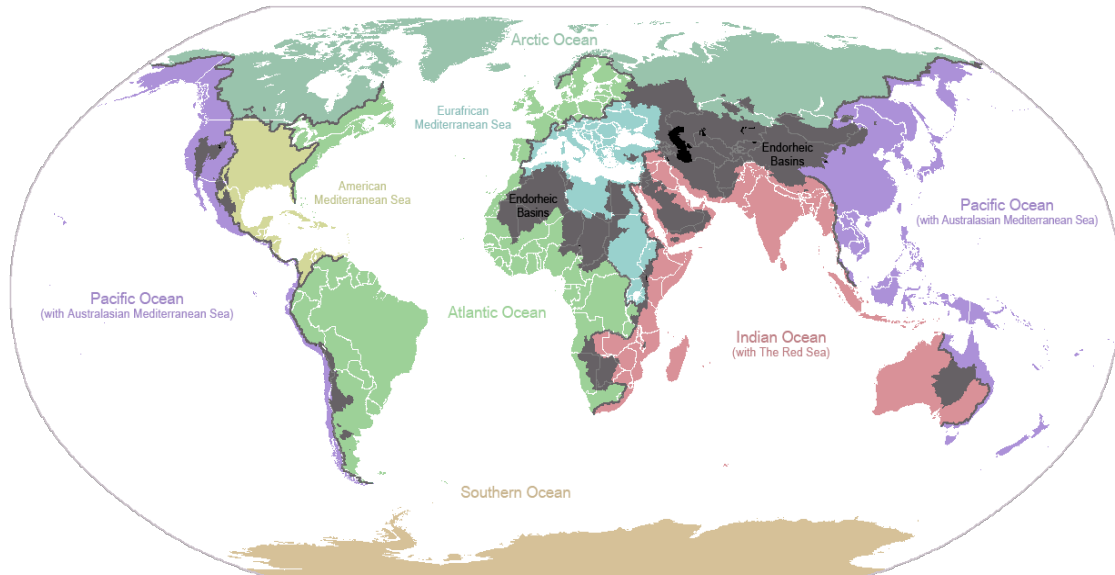 Arctic Ocean
Eurafrican
Mediterranean Sea
Endorheic
Basins
American
Mediterranean Sea
Endorheic
Basins
Pacific Ocean
(with Australasian Mediterranean Sea)
Pacific Ocean
(with Australasian Mediterranean Sea)
Atlantic Ocean
Indian Ocean
(with The Red Sea)
Southern Ocean